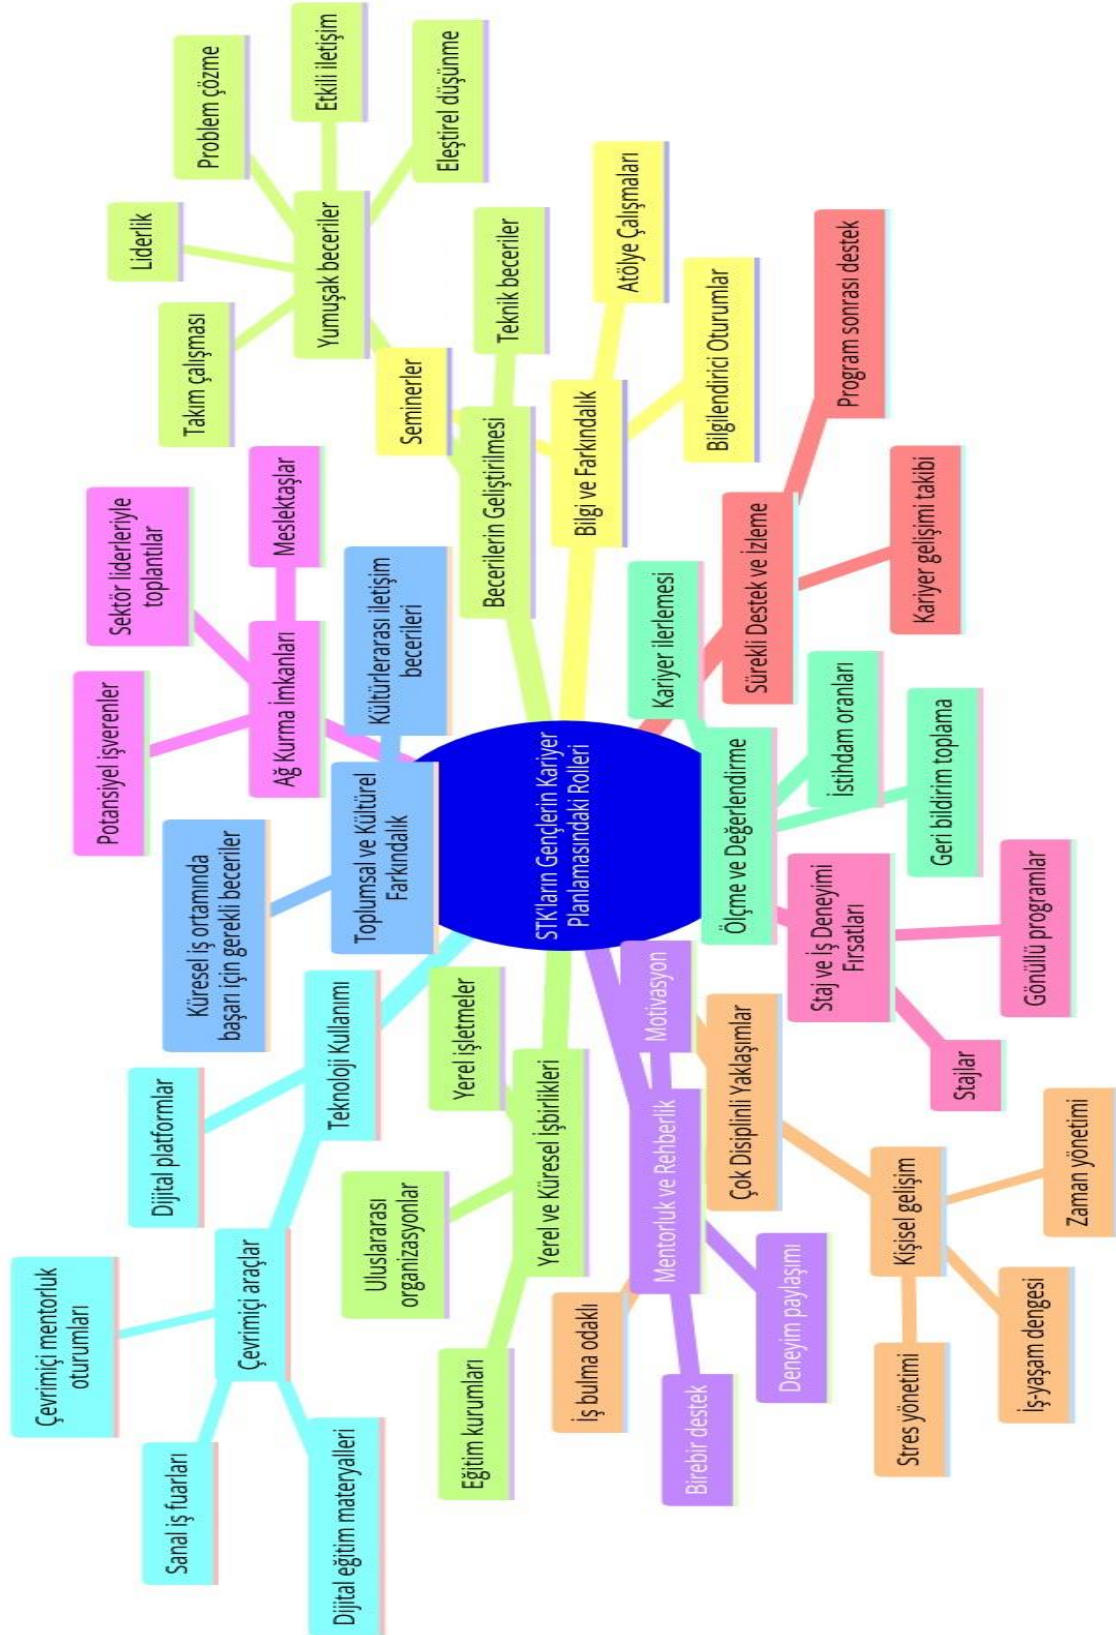 STK'ların Gençlerin Kariyer
Planlamasındaki Rolleri
Bilgi ve Farkındalık
Seminerler
Atölye Çalışmaları
Bilgilendirici Oturumlar
Becerilerin Geliştirilmesi
Teknik beceriler
Yumuşak beceriler
Takım çalışması
Liderlik
Problem çözme
Etkili iletişim
Eleştirel düşünme
Ağ Kurma İmkanları
Potansiyel işverenler
Sektör liderleriyle
toplantılar
Meslektaşlar
Toplumsal ve Kültürel
Farkındalık
Küresel iş ortamında
başarı için gerekli beceriler
Kültürlerarası iletişim
becerileri
Teknoloji Kullanımı
Dijital platformlar
Çevrimiçi araçlar
Çevrimiçi mentorluk
oturumları
Sanal iş fuarları
Dijital eğitim materyalleri
Yerel ve Küresel İşbirlikleri
Yerel işletmeler
Uluslararası
organizasyonlar
Eğitim kurumları
Mentorluk ve Rehberlik
Motivasyon
Birebir destek
Deneyim paylaşımı
Çok Disiplinli Yaklaşımlar
İş bulma odaklı
Kişisel gelişim
Stres yönetimi
İş-yaşam dengesi
Zaman yönetimi
Staj ve İş Deneyimi
Fırsatları
Stajlar
Gönüllü programlar
Ölçme ve Değerlendirme
Kariyer ilerlemesi
İstihdam oranları
Geri bildirim toplama
Sürekli Destek ve İzleme
Program sonrası destek
Kariyer gelişimi takibi